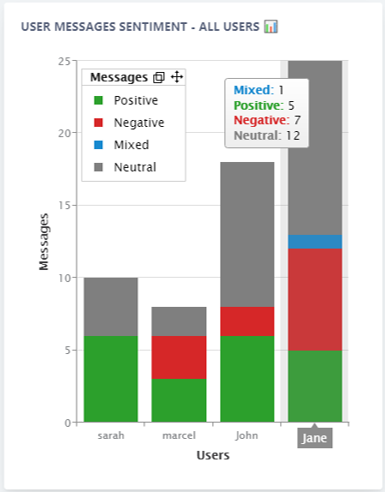 USER MESSAGES SENTIMENT - ALL USERS 📊
25
20
15
10
5
0
Messages
Messages
Positive
Negative
Mixed
Neutral
Mixed: 1
Positive: 5
Negative: 7
Neutral: 12
sarah
marcel
John
Jane
Users